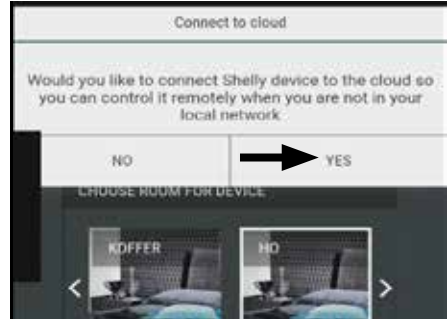 Connect to cloud
Would you like to connect Shelly device to the cloud so
you can control it remotely when you are not in your
local network
NO
YES
CHOOSE ROOM FOR DEVICE
KOFFER
HO